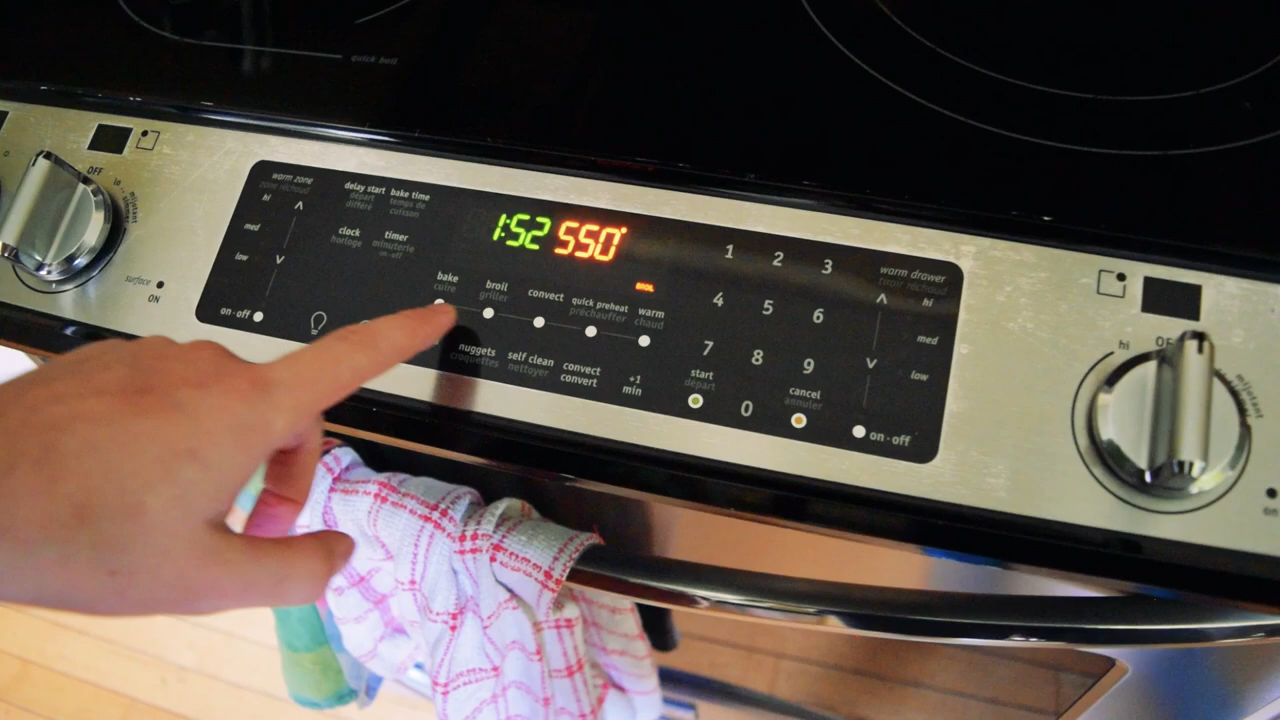 quick boil
OFF
lo
mijotant
simmer
surface
ON
warm zone
zone réchaud
hi
med
low
on·off
delay start
départ
différé
bake time
temps de
cuisson
clock
horloge
timer
minuterie
on·off
1:52 550°
BROIL
bake
cuire
broil
griller
convect
quick preheat
préchauffer
warm
chaud
nuggets
croquettes
self clean
nettoyer
convect
convert
+1
min
1 2 3
4 5 6
7 8 9
0
start
départ
cancel
annuler
warm drawer
tiroir réchaud
hi
med
low
on·off
hi
mijotant